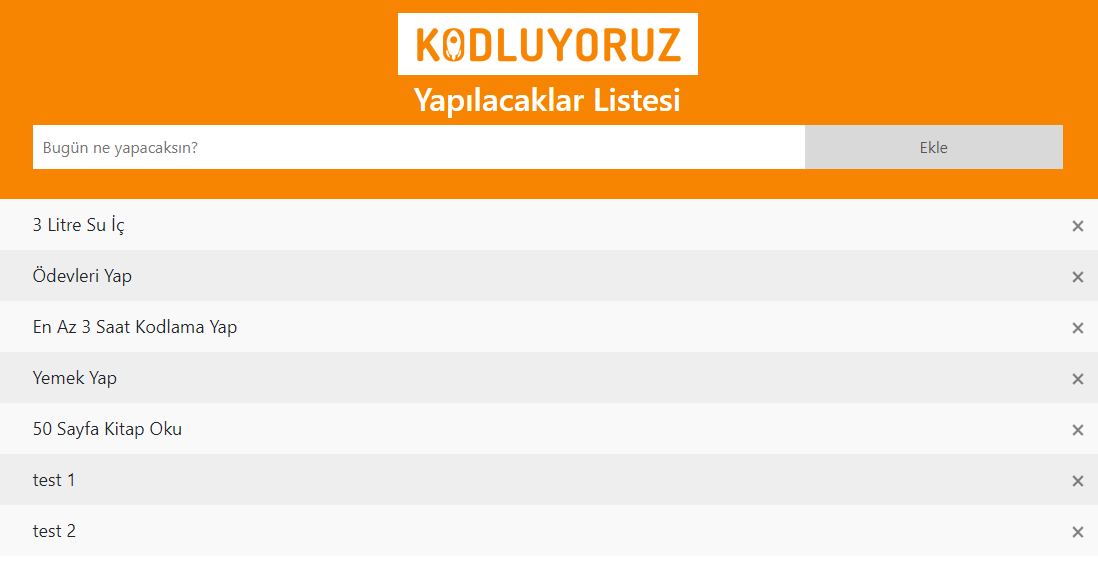 KODLUYORUZ
Yapılacaklar Listesi
Bugün ne yapacaksın?
Ekle
3 Litre Su İç
×
Ödevleri Yap
×
En Az 3 Saat Kodlama Yap
×
Yemek Yap
×
50 Sayfa Kitap Oku
×
test 1
×
test 2
×